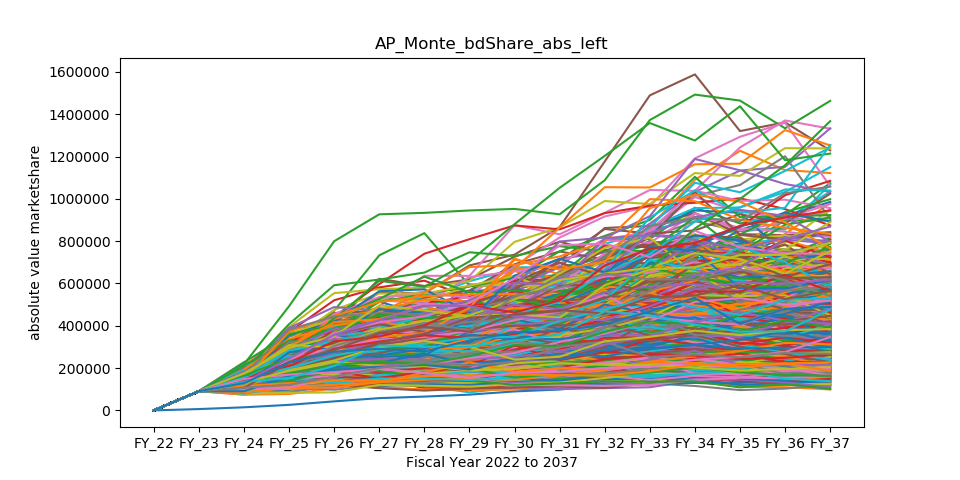 AP_Monte_bdShare_abs_left
absolute value marketshare
1600000
1400000
1200000
1000000
800000
600000
400000
200000
0
FY_22 FY_23 FY_24 FY_25 FY_26 FY_27 FY_28 FY_29 FY_30 FY_31 FY_32 FY_33 FY_34 FY_35 FY_36 FY_37
Fiscal Year 2022 to 2037